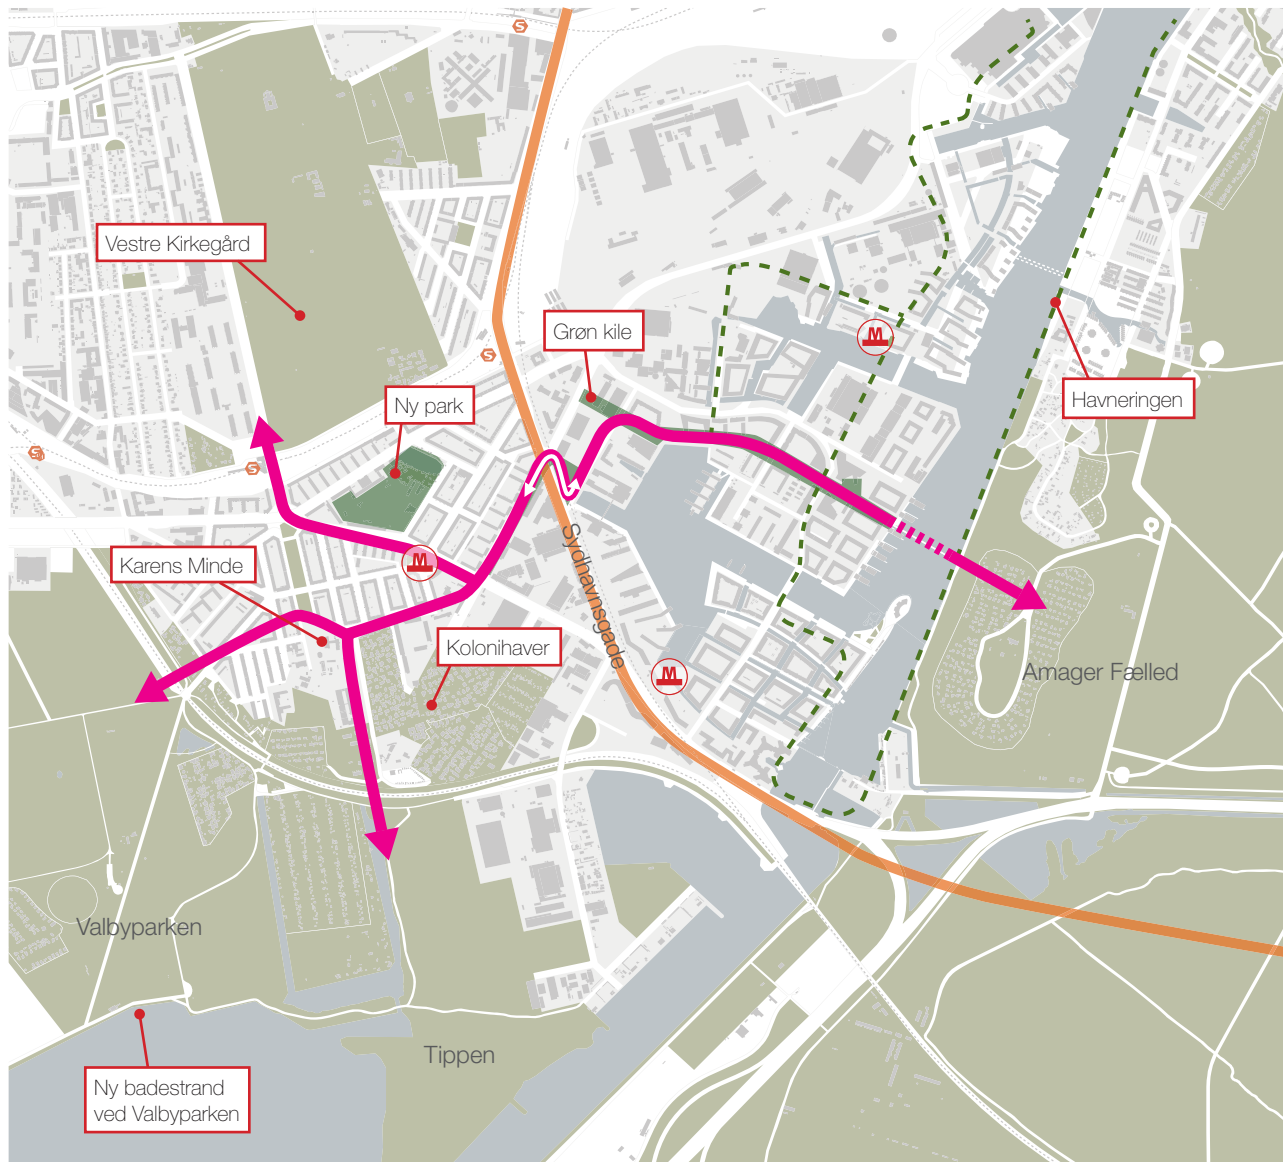 S
Vestre Kirkegård
Grøn kile
M
S
Ny park
Havneringen
S
S
Sydhavnsgade
Karens Minde
M
Kolonihaver
M
Amager Fælled
Valbyparken
Tippen
Ny badestrand
ved Valbyparken